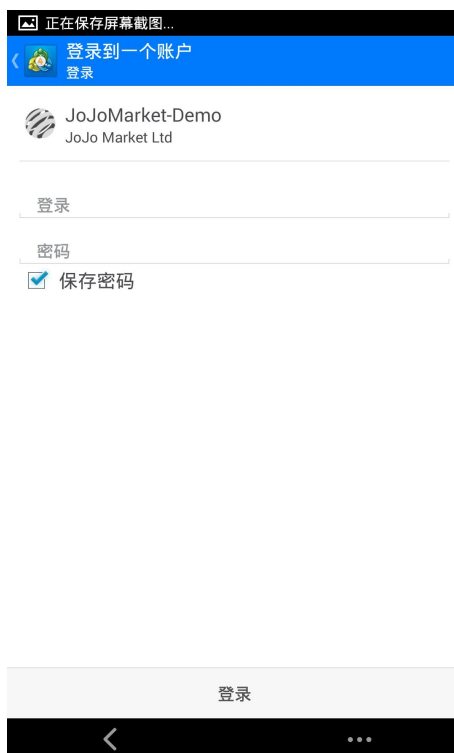 正在保存屏幕截图...
登录到一个账户
登录
JoJoMarket-Demo
JoJo Market Ltd
登录
密码
保存密码
登录